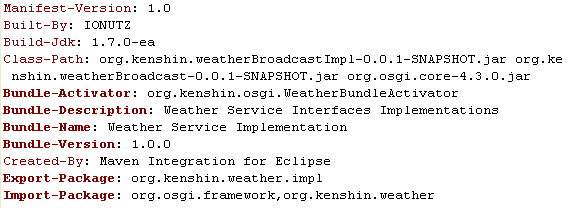 Manifest-Version: 1.0
Built-By: IONUTZ
Build-Jdk: 1.7.0-ea
Class-Path: org.kenshin.weatherBroadcastImpl-0.0.1-SNAPSHOT.jar org.ke
nshin.weatherBroadcast-0.0.1-SNAPSHOT.jar org.osgi.core-4.3.0.jar
Bundle-Activator: org.kenshin.osgi.WeatherBundleActivator
Bundle-Description: Weather Service Interfaces Implementations
Bundle-Name: Weather Service Implementation
Bundle-Version: 1.0.0
Created-By: Maven Integration for Eclipse
Export-Package: org.kenshin.weather.impl
Import-Package: org.osgi.framework,org.kenshin.weather